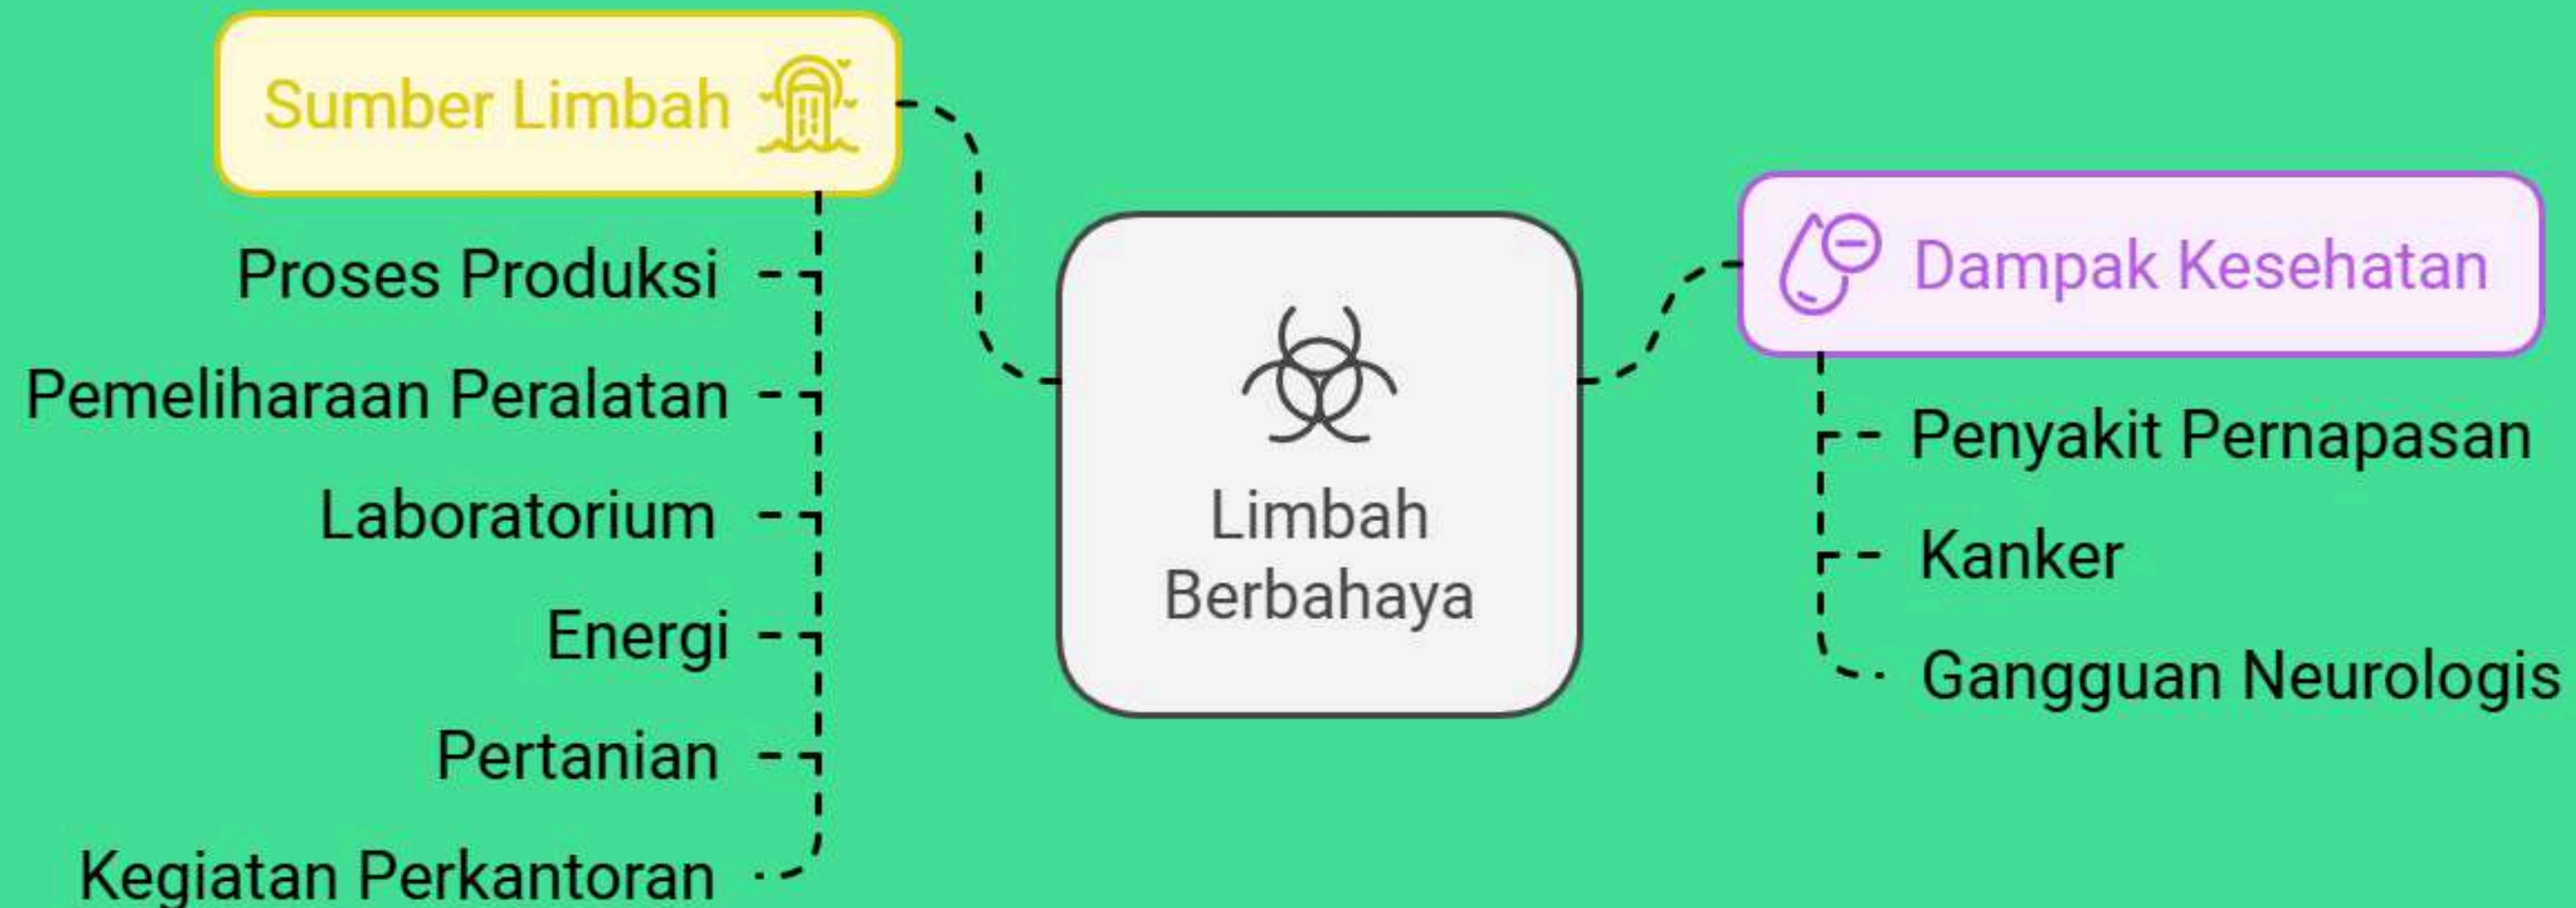 Sumber Limbah
Proses Produksi
Pemeliharaan Peralatan
Laboratorium
Energi
Pertanian
Kegiatan Perkantoran
Limbah
Berbahaya
Dampak Kesehatan
Penyakit Pernapasan
Kanker
Gangguan Neurologis